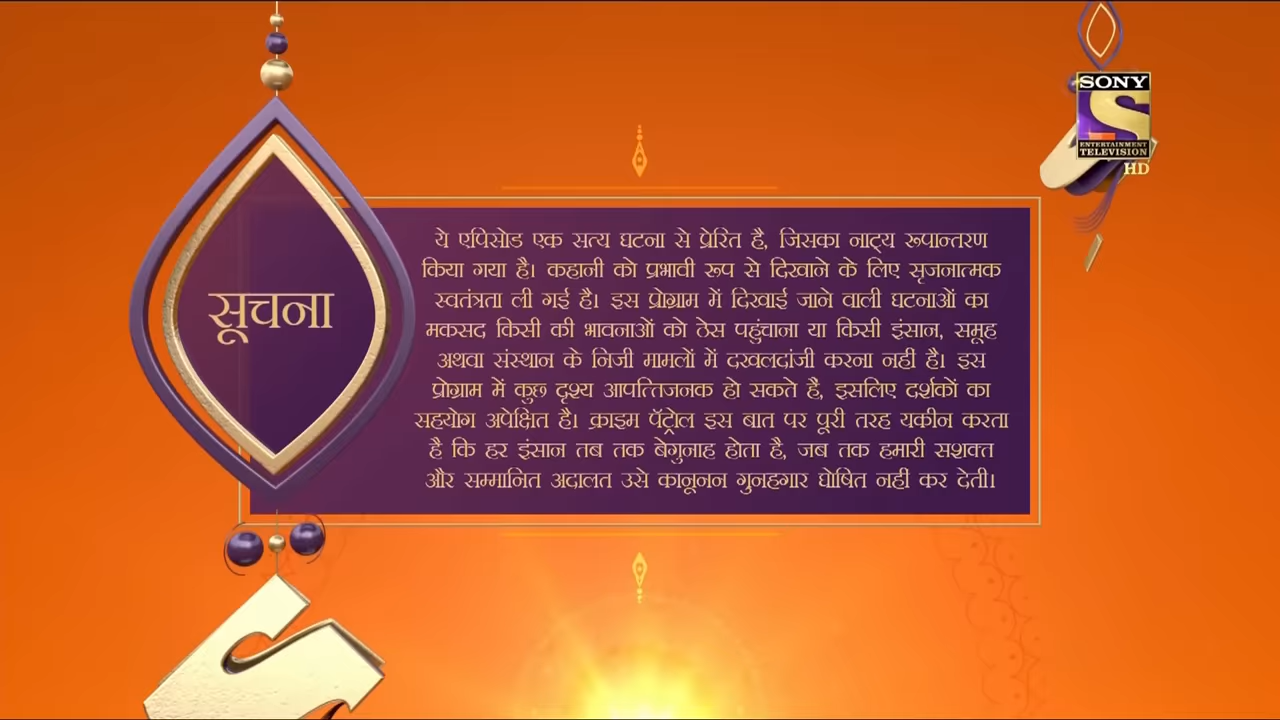 सूचना
ये एपिसोड एक सत्य घटना से प्रेरित है, जिसका नाट्य रूपान्तरण
किया गया है। कहानी को प्रभावी रूप से दिखाने के लिए सृजनात्मक
स्वतंत्रता ली गई है। इस प्रोग्राम में दिखाई जाने वाली घटनाओं का
मकसद किसी की भावनाओं को ठेस पहुंचाना या किसी इंसान, समूह
अथवा संस्थान के निजी मामलों में दखलदांजी करना नहीं है। इस
प्रोग्राम में कुछ दृश्य आपत्तिजनक हो सकते हैं, इसलिए दर्शकों का
सहयोग अपेक्षित है। क्राइम पॅट्रोल इस बात पर पूरी तरह यकीन करता
है कि हर इंसान तब तक बेगुनाह होता है, जब तक हमारी सशक्त
और सम्मानित अदालत उसे कानूनन गुनहगार घोषित नहीं कर देती।
SONY
ENTERTAINMENT
TELEVISION
HD